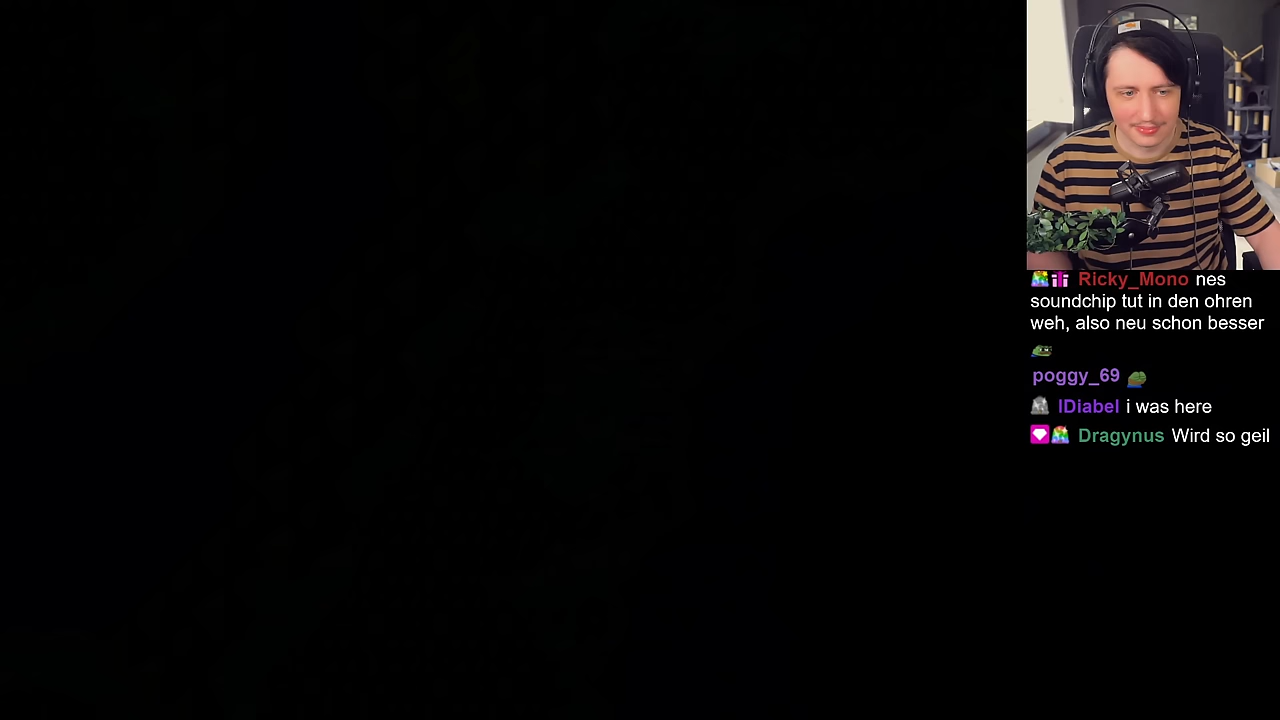 Ricky_Mono nes
soundchip tut in den ohren
weh, also neu schon besser
poggy_69
lDiabel i was here
Dragynus Wird so geil